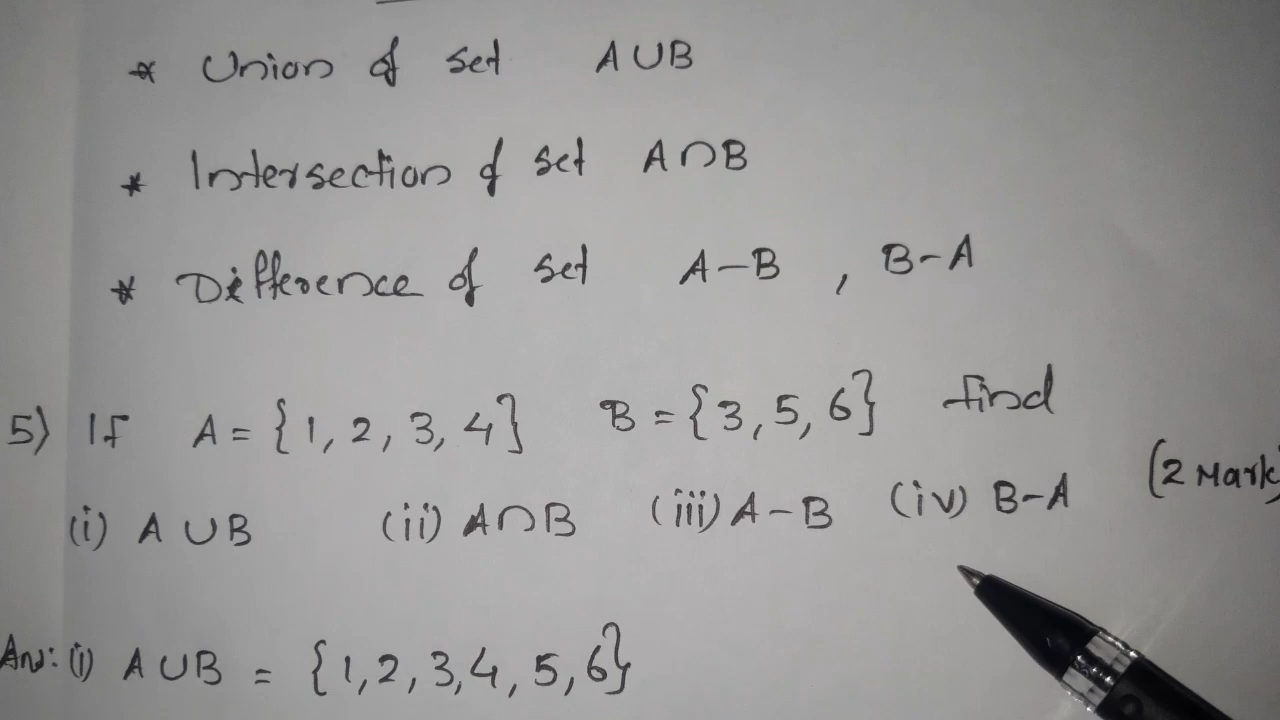 * Union of set A∪B
* Intersection of set A∩B
* Difference of set A-B , B-A
5) If A = {1, 2, 3, 4} B = {3, 5, 6} find
(i) A∪B (ii) A∩B (iii) A-B (iv) B-A (2 Mark)
Ans: (i) A∪B = {1, 2, 3, 4, 5, 6}